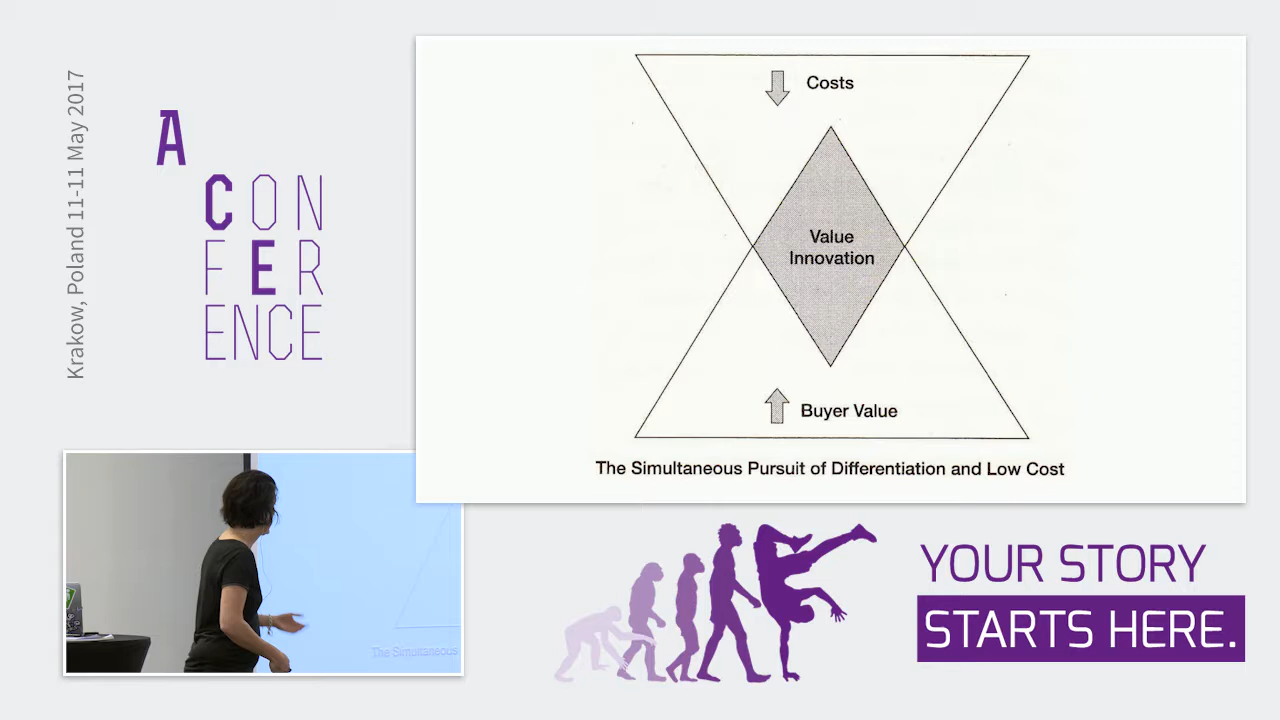 Krakow, Poland 11-11 May 2017
A
CON
FER
ENCE
Costs
Value
Innovation
Buyer Value
The Simultaneous Pursuit of Differentiation and Low Cost
The Simultaneous
YOUR STORY
STARTS HERE.